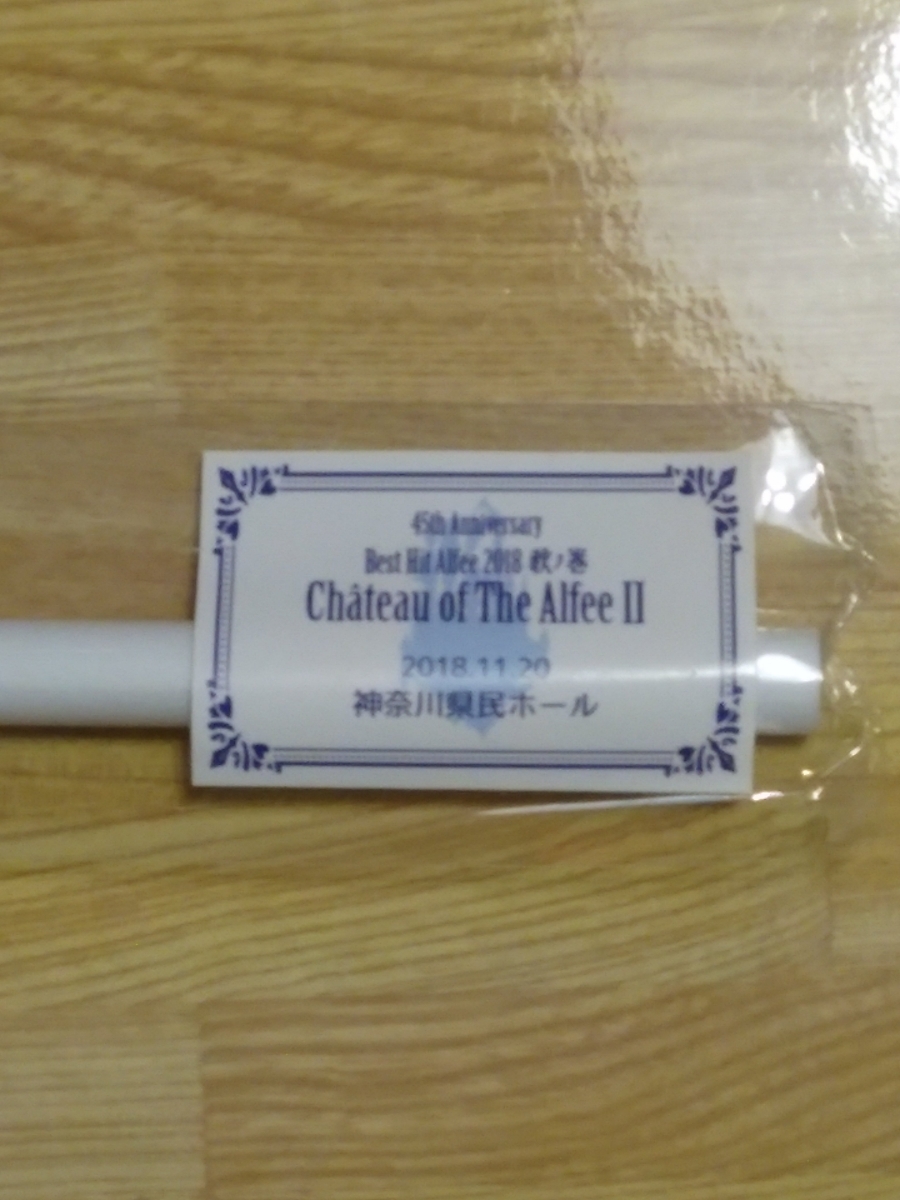 45th Anniversary
Best Hit Alfee 2018 秋ノ巻
Château of The Alfee II
2018.11.20
神奈川県民ホール